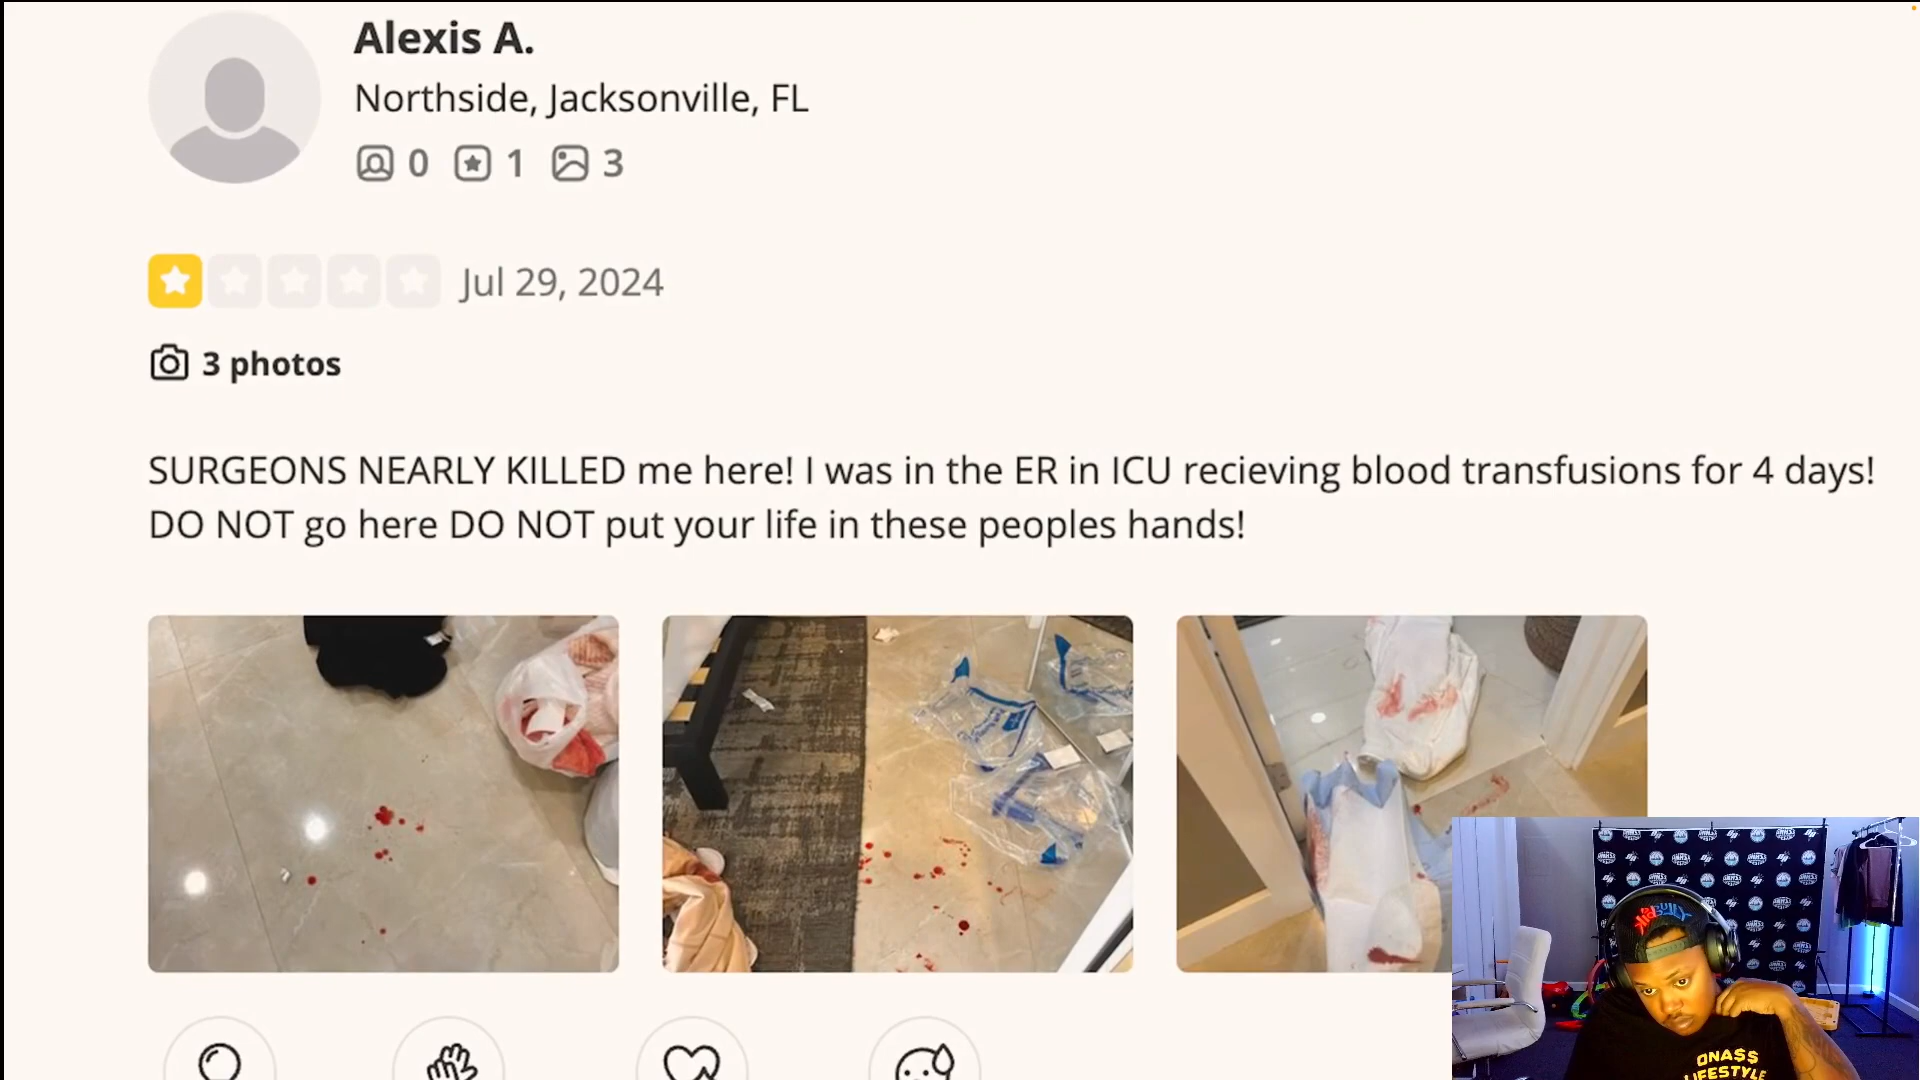 Alexis A.
Northside, Jacksonville, FL
0 1 3
Jul 29, 2024
3 photos
SURGEONS NEARLY KILLED me here! I was in the ER in ICU recieving blood transfusions for 4 days!
DO NOT go here DO NOT put your life in these peoples hands!
ONA$$
LIFESTYLE